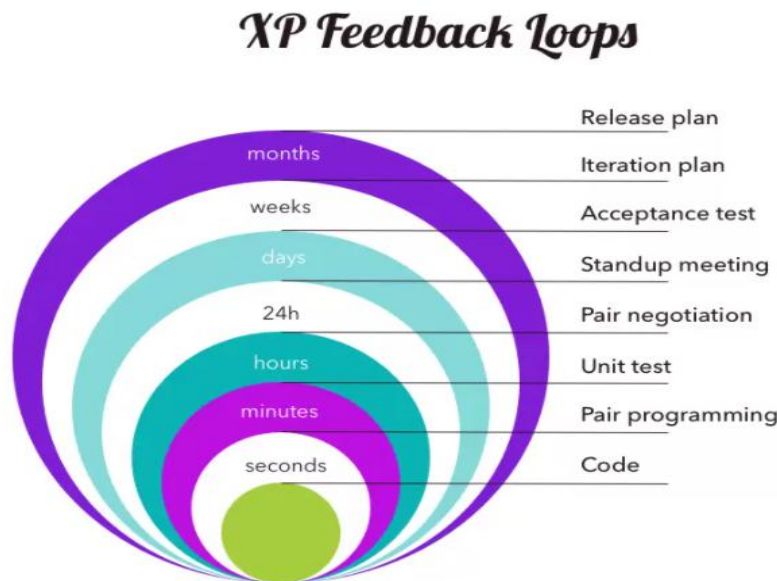 XP Feedback Loops
Release plan
months
Iteration plan
weeks
Acceptance test
days
Standup meeting
24h
Pair negotiation
hours
Unit test
minutes
Pair programming
seconds
Code